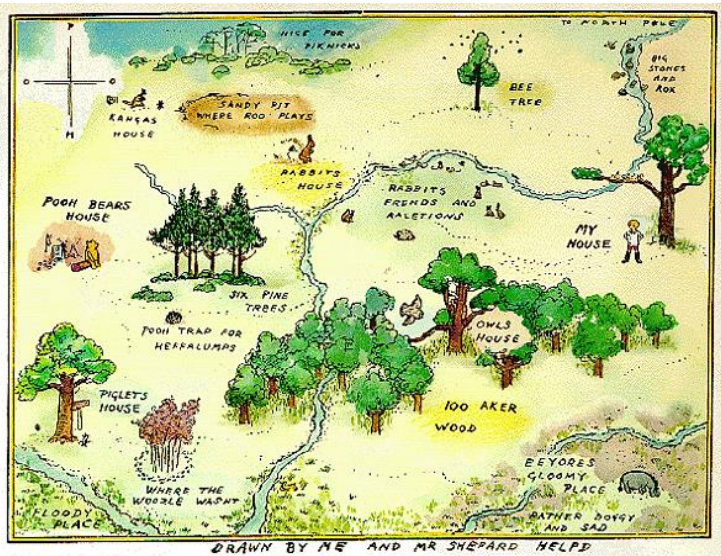 TO NORTH POLE
NICE FOR
PIKNICKS
P
O
O
H
BIG
STONES
AND
ROX
BEE
TREE
SANDY PIT
WHERE ROO PLAYS
KANGAS
HOUSE
RABBITS
HOUSE
RABBITS
FRENDS AND
RALETIONS
POOH BEARS
HOUSE
MY
HOUSE
SIX PINE
TREES
POOH TRAP FOR
HEFFALUMPS
OWLS
HOUSE
PIGLETS
HOUSE
100 AKER
WOOD
EEYORES
GLOOMY
PLACE
WHERE THE
WOOZLE WASNT
FLOODY
PLACE
RATHER BOGGY
AND SAD
DRAWN BY ME AND MR SHEPARD HELPD